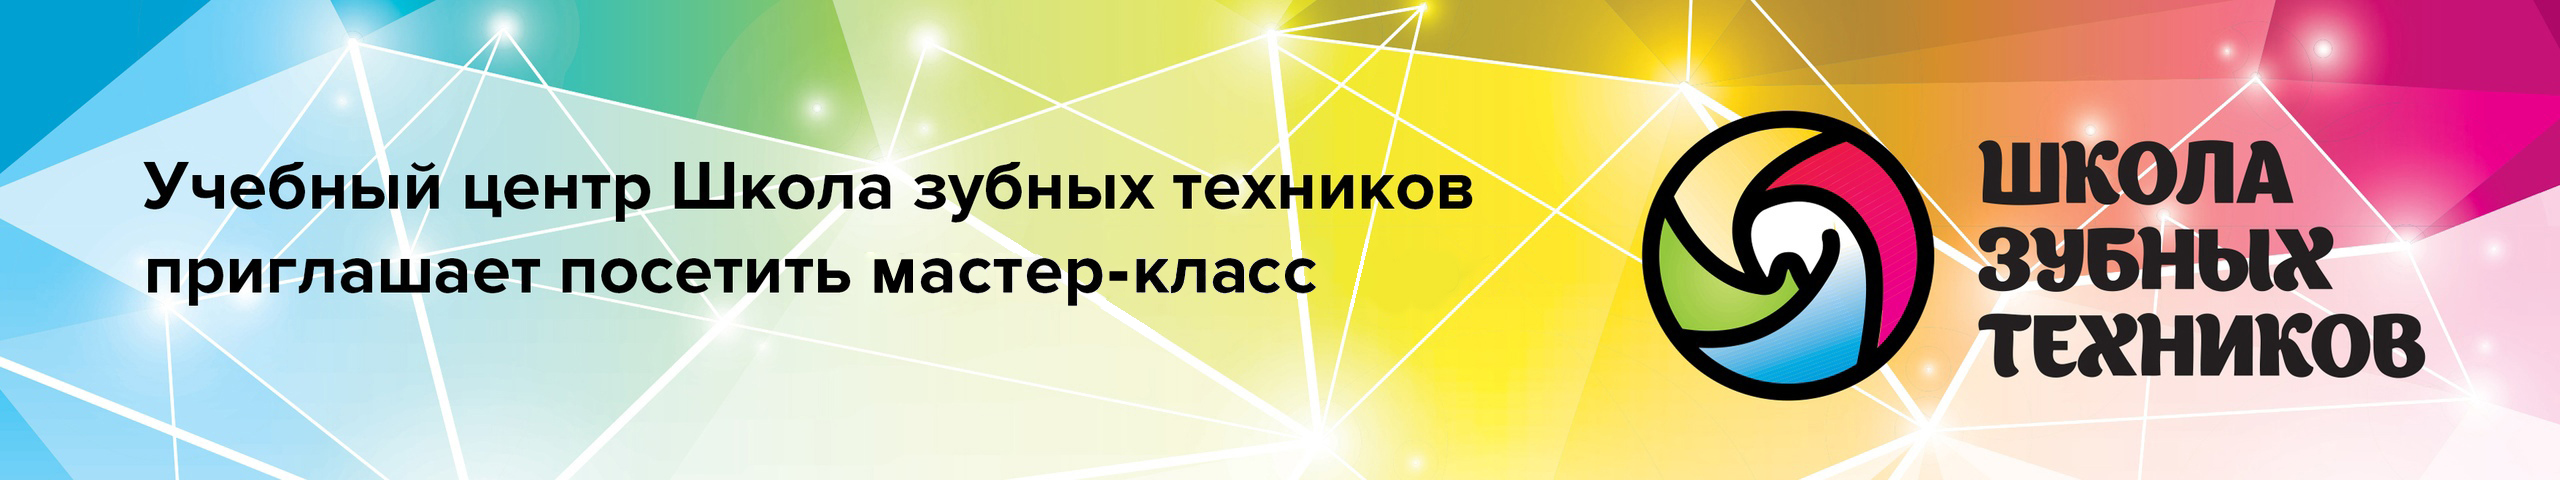 Учебный центр Школа зубных техников
приглашает посетить мастер-класс
ШКОЛА
ЗУБНЫХ
ТЕХНИКОВ